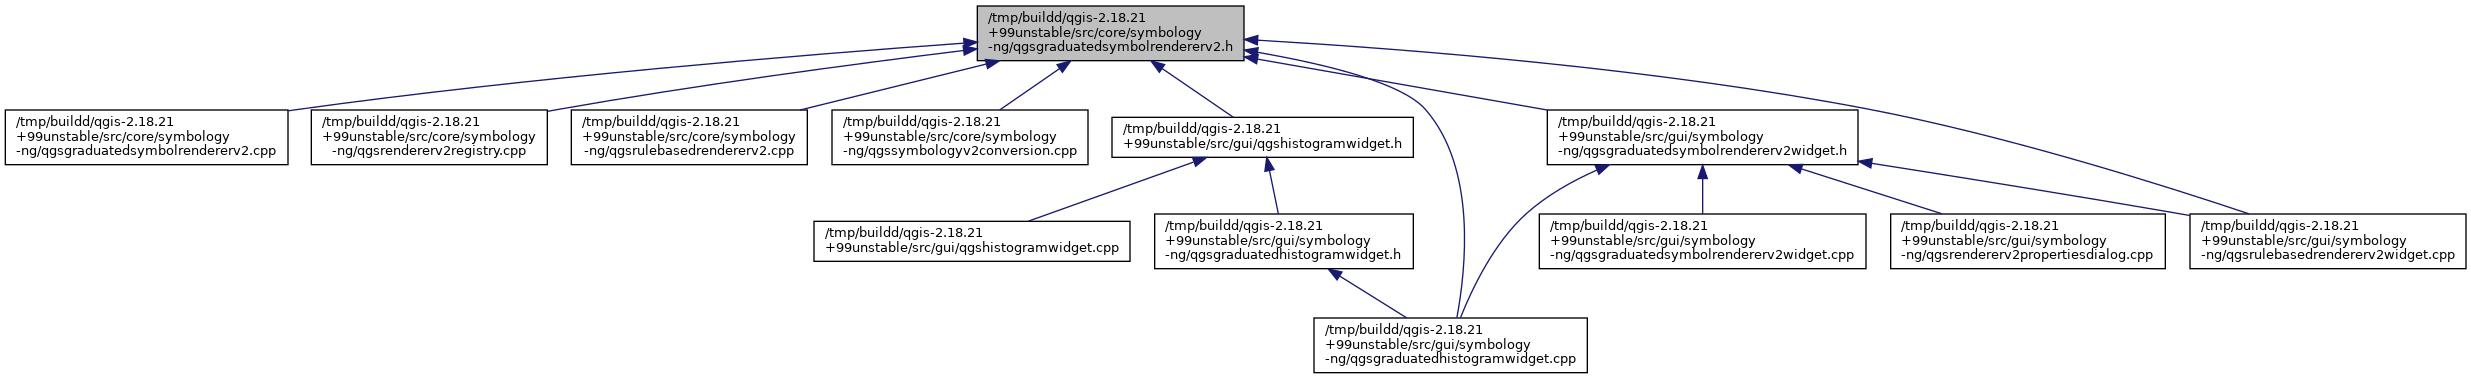 /tmp/buildd/qgis-2.18.21
+99unstable/src/core/symbology
-ng/qgsgraduatedsymbolrendererv2.h
/tmp/buildd/qgis-2.18.21
+99unstable/src/core/symbology
-ng/qgsgraduatedsymbolrendererv2.cpp
/tmp/buildd/qgis-2.18.21
+99unstable/src/core/symbology
-ng/qgsrendererv2registry.cpp
/tmp/buildd/qgis-2.18.21
+99unstable/src/core/symbology
-ng/qgsrulebasedrendererv2.cpp
/tmp/buildd/qgis-2.18.21
+99unstable/src/core/symbology
-ng/qgssymbologyv2conversion.cpp
/tmp/buildd/qgis-2.18.21
+99unstable/src/gui/qgshistogramwidget.h
/tmp/buildd/qgis-2.18.21
+99unstable/src/gui/symbology
-ng/qgsgraduatedsymbolrendererv2widget.h
/tmp/buildd/qgis-2.18.21
+99unstable/src/gui/qgshistogramwidget.cpp
/tmp/buildd/qgis-2.18.21
+99unstable/src/gui/symbology
-ng/qgsgraduatedhistogramwidget.h
/tmp/buildd/qgis-2.18.21
+99unstable/src/gui/symbology
-ng/qgsgraduatedsymbolrendererv2widget.cpp
/tmp/buildd/qgis-2.18.21
+99unstable/src/gui/symbology
-ng/qgsrendererv2propertiesdialog.cpp
/tmp/buildd/qgis-2.18.21
+99unstable/src/gui/symbology
-ng/qgsrulebasedrendererv2widget.cpp
/tmp/buildd/qgis-2.18.21
+99unstable/src/gui/symbology
-ng/qgsgraduatedhistogramwidget.cpp